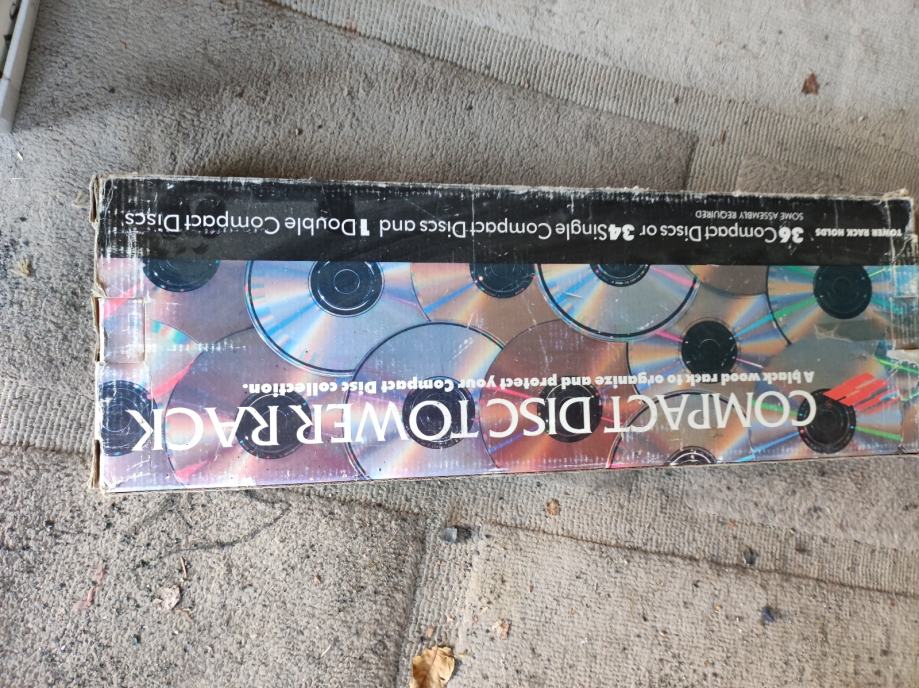 COMPACT DISC TOWER RACK
A black wood rack to organize and protect your Compact Disc collection.
TOWER RACK HOLDS 36 Compact Discs or 34 Single Compact Discs and 1 Double Compact Discs
SOME ASSEMBLY REQUIRED